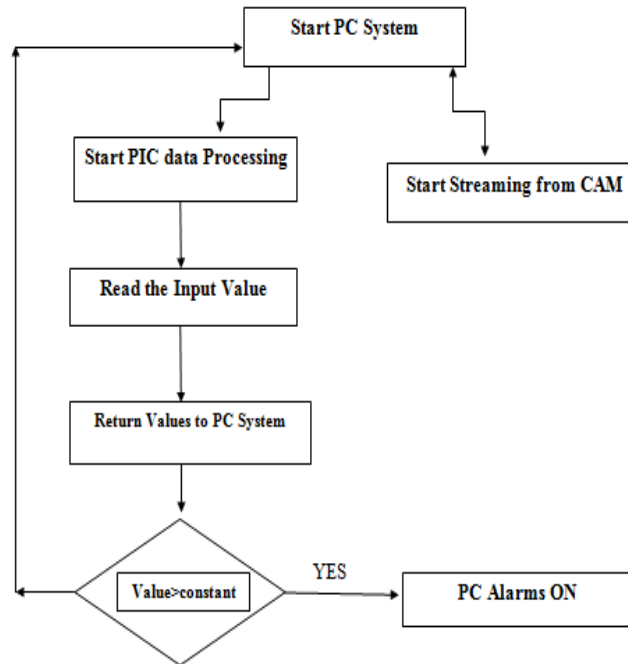 Start PC System
Start PIC data Processing
Start Streaming from CAM
Read the Input Value
Return Values to PC System
Value>constant
YES
PC Alarms ON